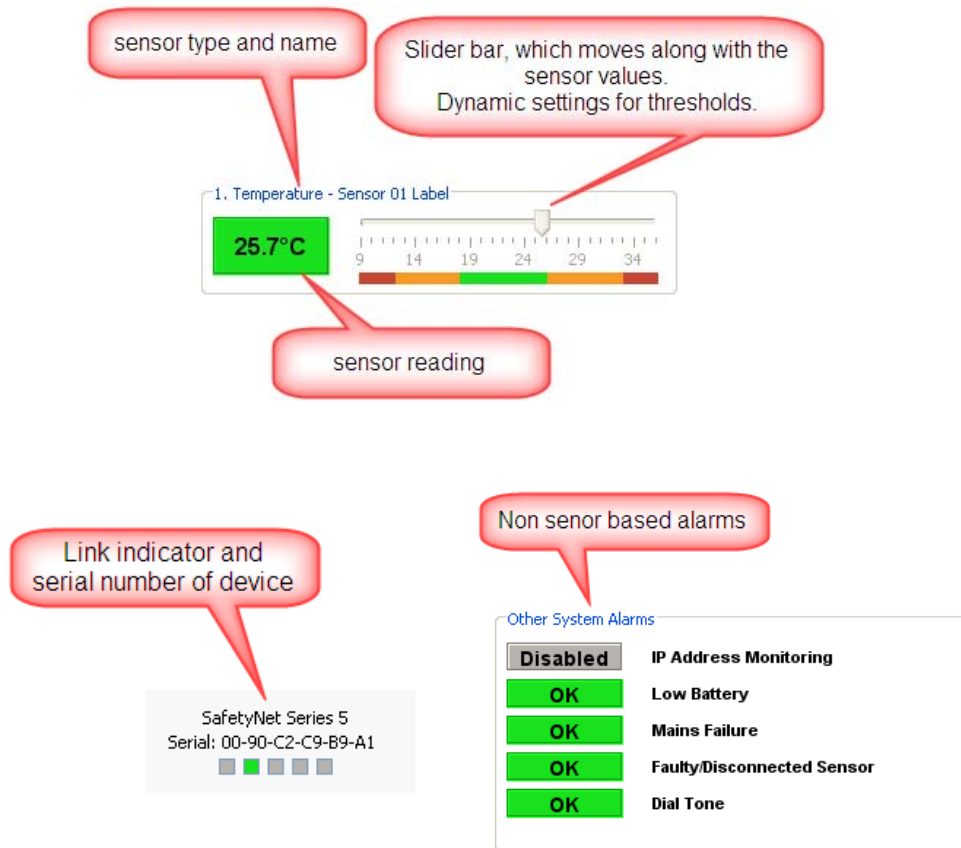 sensor type and name
Slider bar, which moves along with the
sensor values.
Dynamic settings for thresholds.
1. Temperature - Sensor 01 Label
25.7°C
9 14 19 24 29 34
sensor reading
Non senor based alarms
Link indicator and
serial number of device
Other System Alarms
Disabled IP Address Monitoring
OK Low Battery
OK Mains Failure
OK Faulty/Disconnected Sensor
OK Dial Tone
SafetyNet Series 5
Serial: 00-90-C2-C9-B9-A1